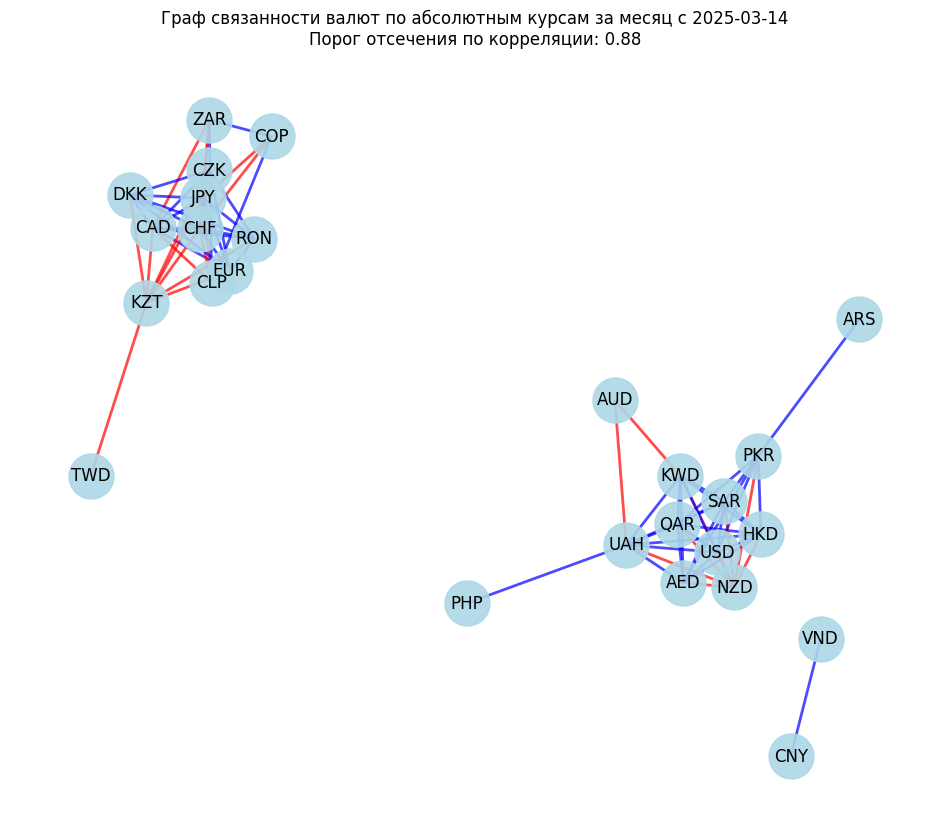 Граф связанности валют по абсолютным курсам за месяц с 2025-03-14
Порог отсечения по корреляции: 0.88
ZAR
COP
CZK
DKK
JPY
CAD
CHF
RON
EUR
CLP
KZT
ARS
AUD
PKR
TWD
KWD
SAR
QAR
HKD
UAH
USD
AED
NZD
PHP
VND
CNY